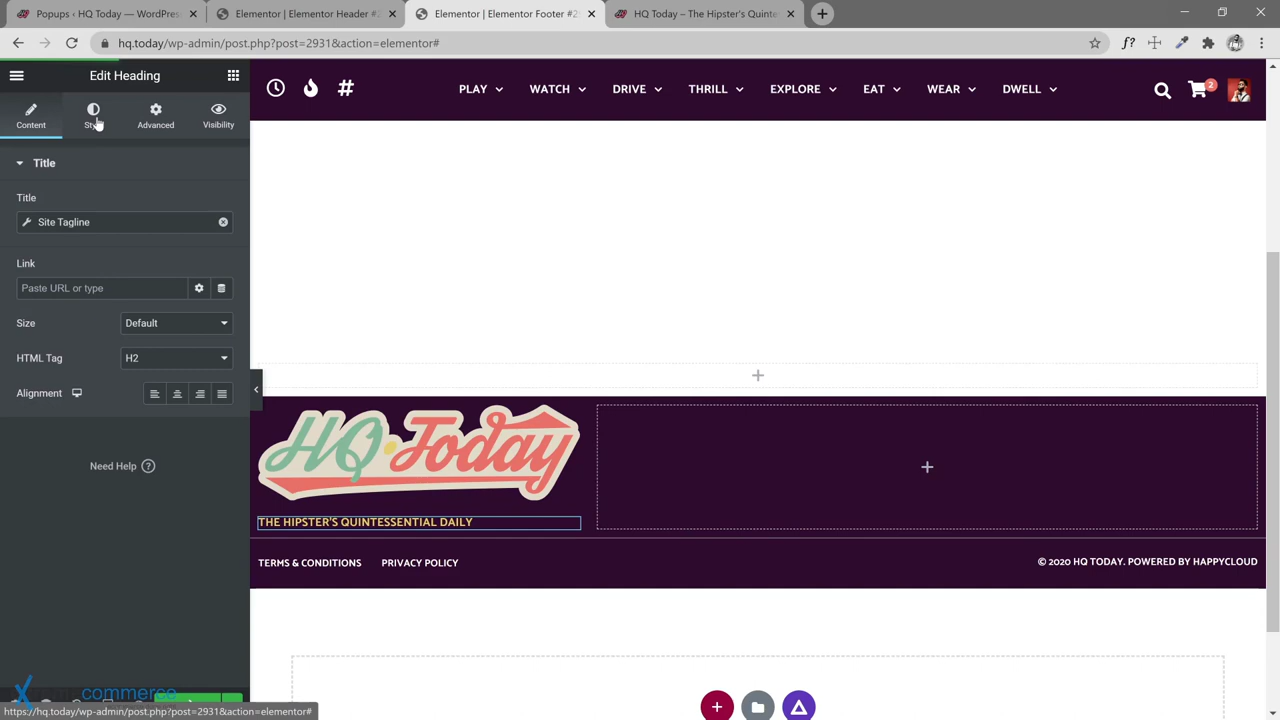 Popups ‹ HQ Today — WordPres
Elementor | Elementor Header #2
Elementor | Elementor Footer #2
HQ Today – The Hipster's Quinte
hq.today/wp-admin/post.php?post=2931&action=elementor#
Edit Heading
Content
Style
Advanced
Visibility
PLAY
WATCH
DRIVE
THRILL
EXPLORE
EAT
WEAR
DWELL
2
Title
Title
Site Tagline
Link
Paste URL or type
Size
Default
HTML Tag
H2
Alignment
Need Help
HQ Today
THE HIPSTER'S QUINTESSENTIAL DAILY
TERMS & CONDITIONS
PRIVACY POLICY
© 2020 HQ TODAY. POWERED BY HAPPYCLOUD
commerce
https://hq.today/wp-admin/post.php?post=2931&action=elementor#